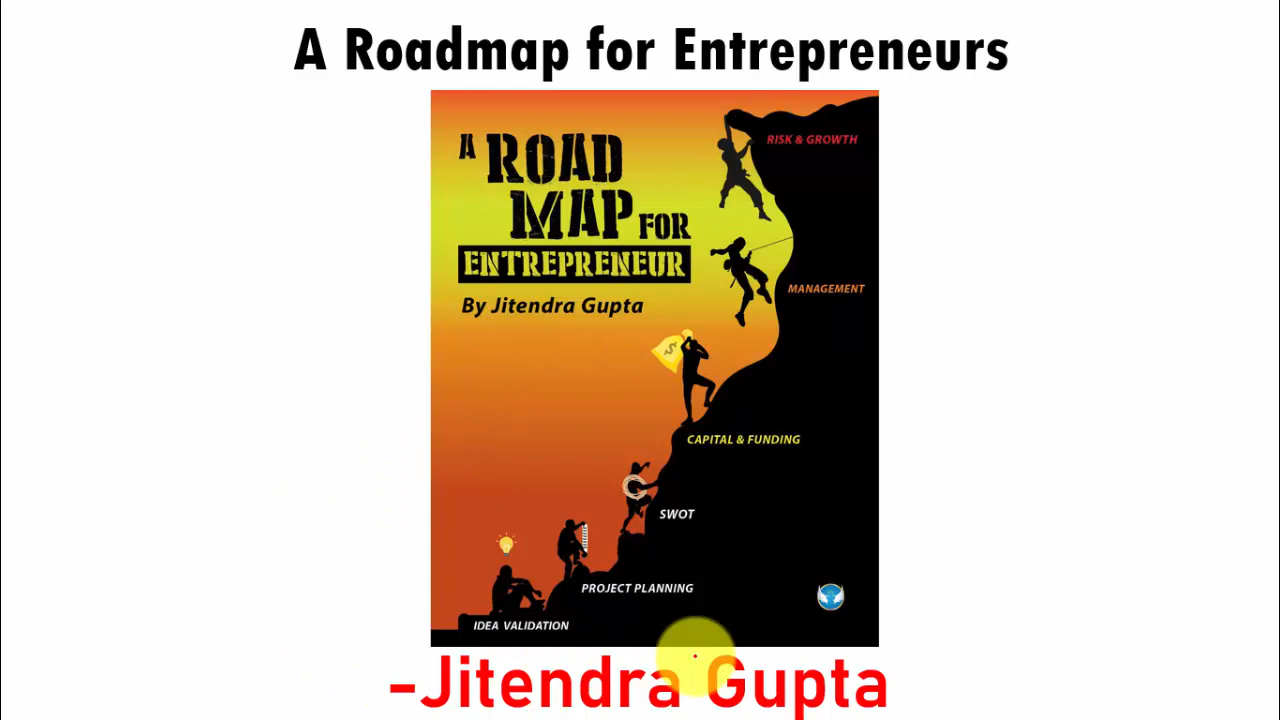 A Roadmap for Entrepreneurs
A ROAD
MAP FOR
ENTREPRENEUR
By Jitendra Gupta
RISK & GROWTH
MANAGEMENT
$
CAPITAL & FUNDING
SWOT
PROJECT PLANNING
IDEA VALIDATION
-Jitendra Gupta